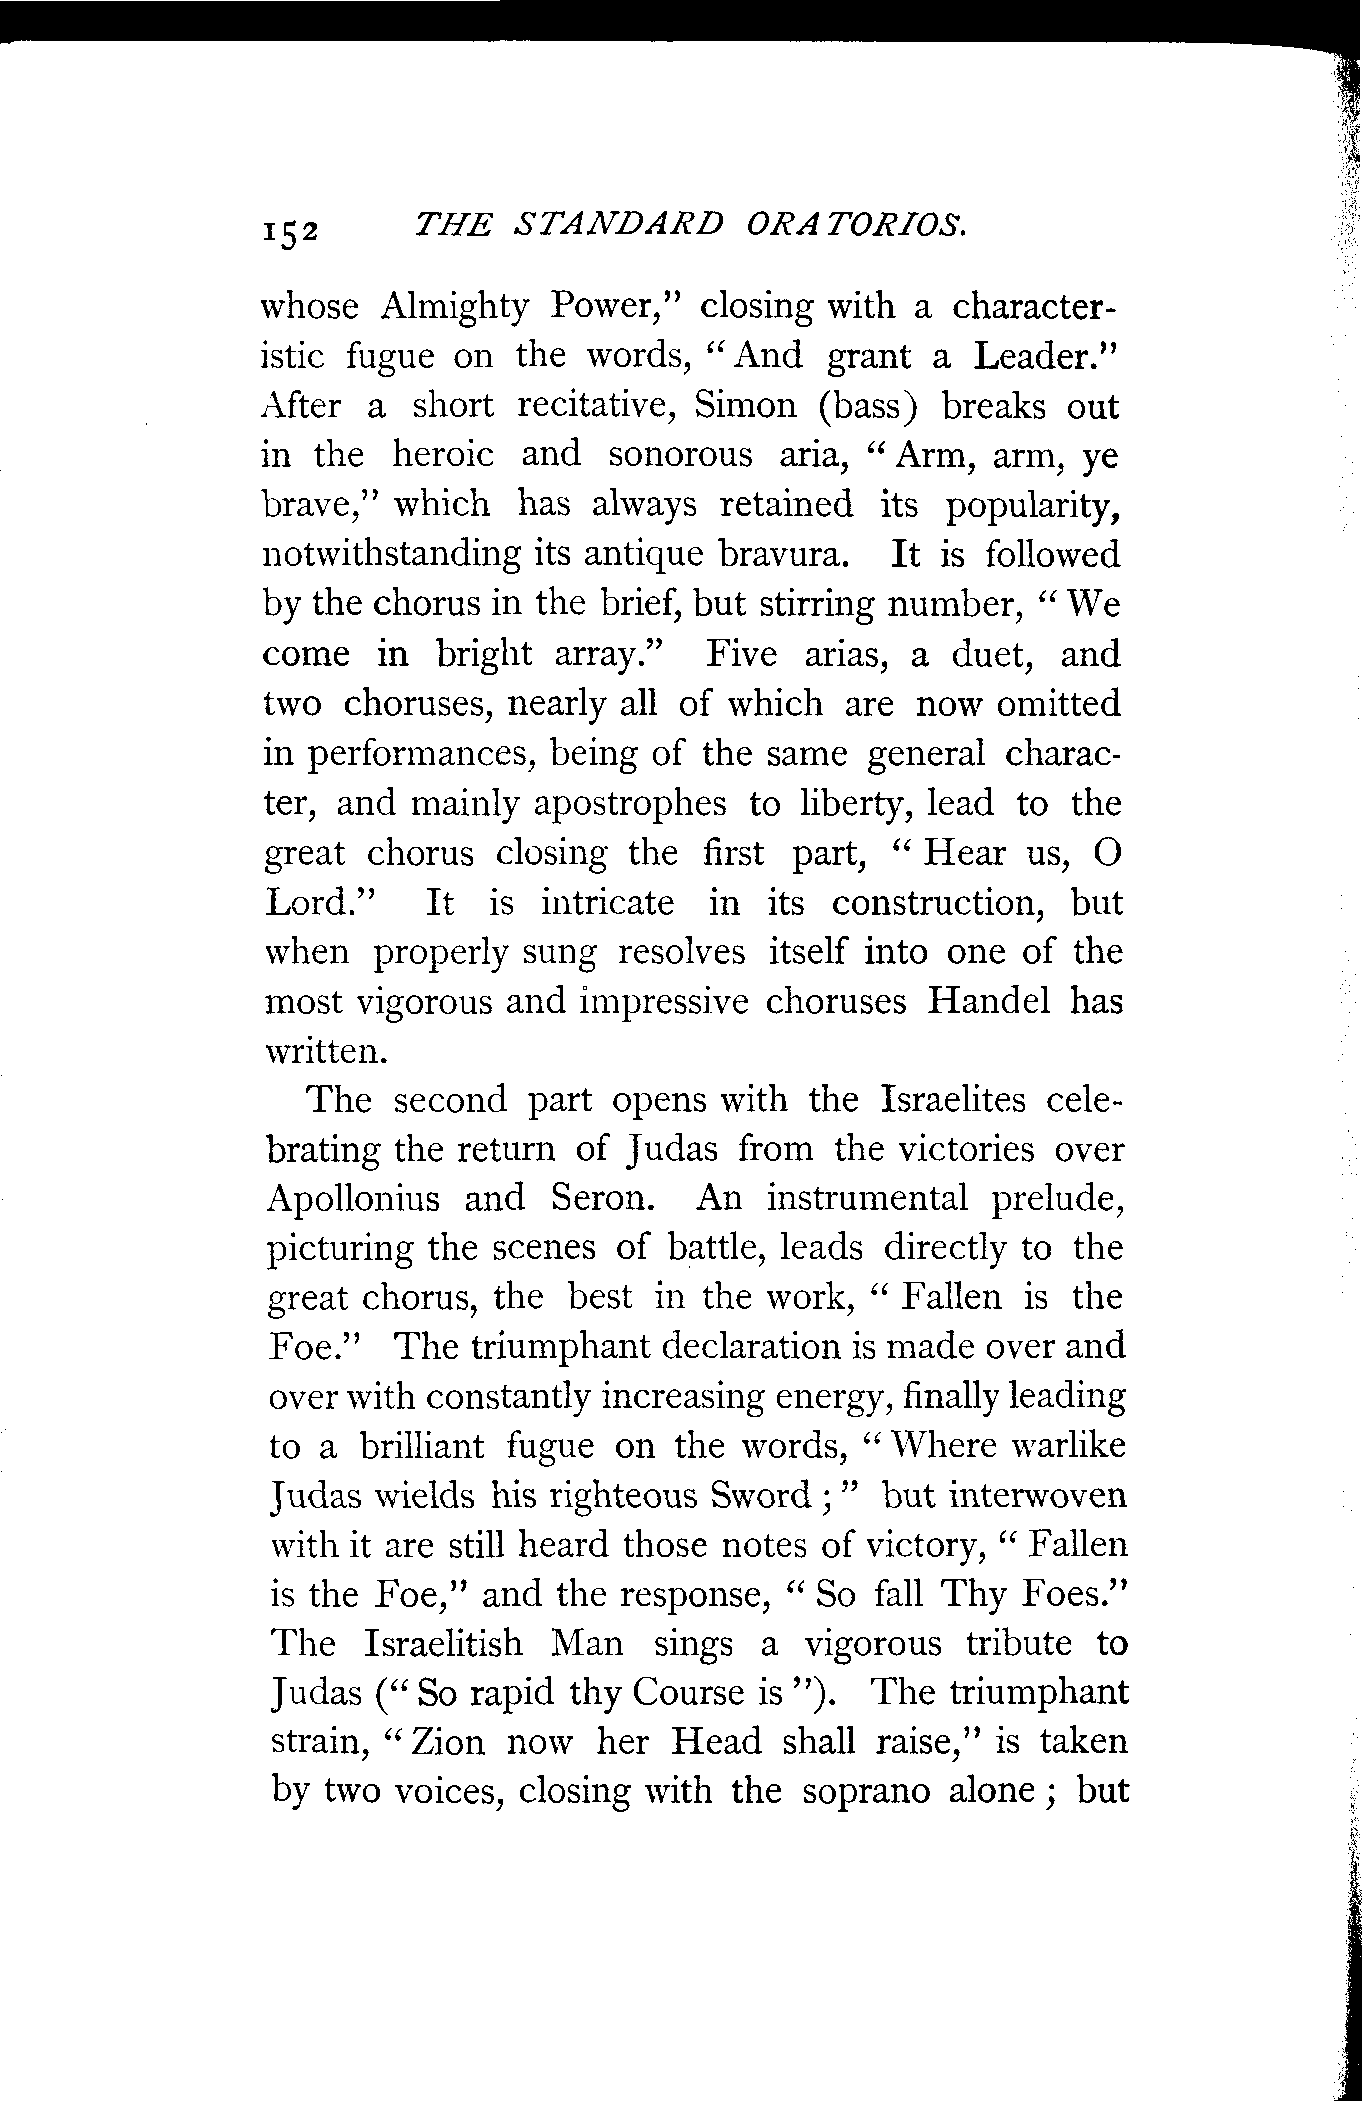 152 THE STANDARD ORATORIOS.
whose Almighty Power," closing with a character-
istic fugue on the words, "And grant a Leader."
After a short recitative, Simon (bass) breaks out
in the heroic and sonorous aria, "Arm, arm, ye
brave," which has always retained its popularity,
notwithstanding its antique bravura. It is followed
by the chorus in the brief, but stirring number, "We
come in bright array." Five arias, a duet, and
two choruses, nearly all of which are now omitted
in performances, being of the same general charac-
ter, and mainly apostrophes to liberty, lead to the
great chorus closing the first part, "Hear us, O
Lord." It is intricate in its construction, but
when properly sung resolves itself into one of the
most vigorous and impressive choruses Handel has
written.
The second part opens with the Israelites cele-
brating the return of Judas from the victories over
Apollonius and Seron. An instrumental prelude,
picturing the scenes of battle, leads directly to the
great chorus, the best in the work, "Fallen is the
Foe." The triumphant declaration is made over and
over with constantly increasing energy, finally leading
to a brilliant fugue on the words, "Where warlike
Judas wields his righteous Sword;" but interwoven
with it are still heard those notes of victory, "Fallen
is the Foe," and the response, "So fall Thy Foes."
The Israelitish Man sings a vigorous tribute to
Judas ("So rapid thy Course is"). The triumphant
strain, "Zion now her Head shall raise," is taken
by two voices, closing with the soprano alone; but